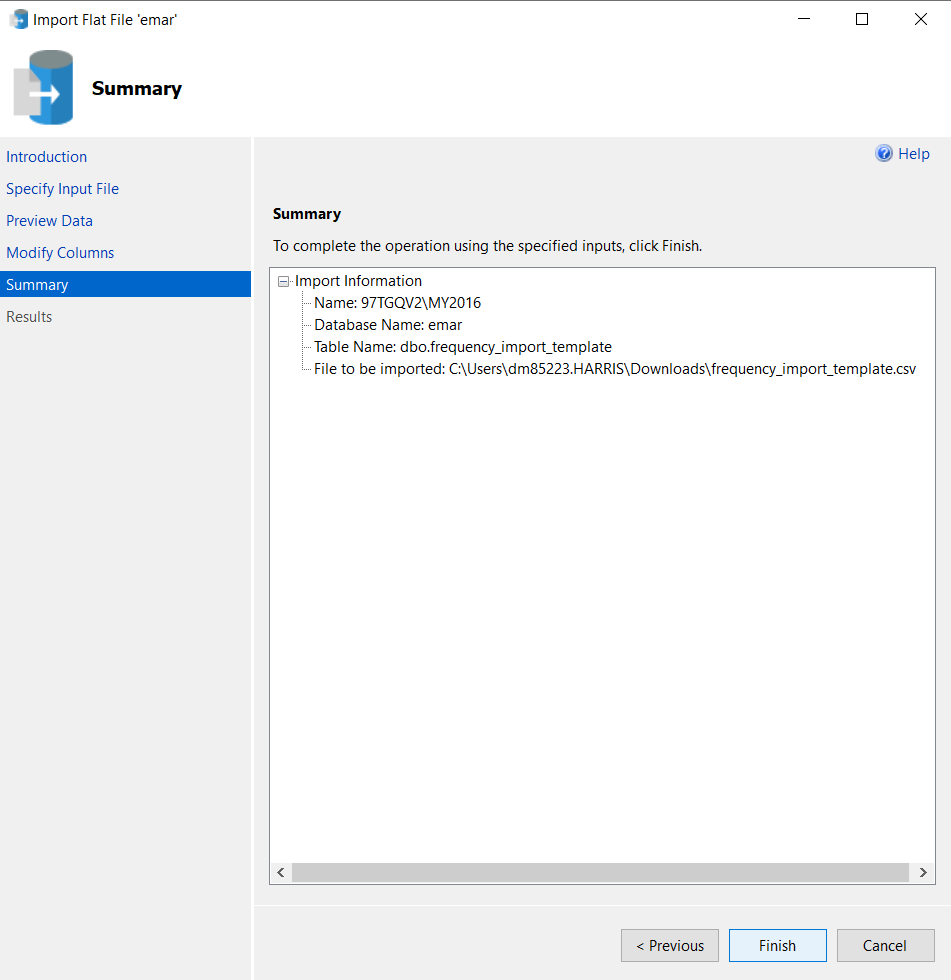 Import Flat File 'emar'
Summary
Introduction
Specify Input File
Preview Data
Modify Columns
Summary
Results
Help
Summary
To complete the operation using the specified inputs, click Finish.
Import Information
Name: 97TGQV2\MY2016
Database Name: emar
Table Name: dbo.frequency_import_template
File to be imported: C:\Users\dm85223.HARRIS\Downloads\frequency_import_template.csv
< Previous
Finish
Cancel